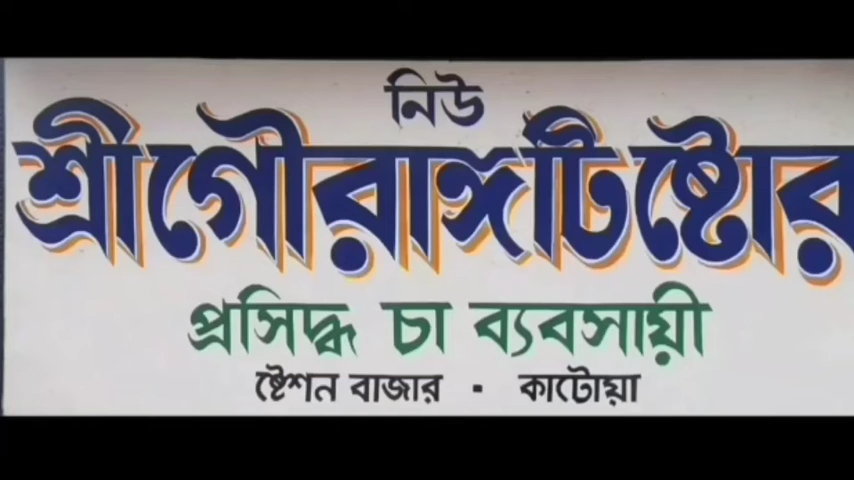 নিউ
শ্রীগৌরাঙ্গটিষ্টোর
প্রসিদ্ধ চা ব্যবসায়ী
ষ্টেশন বাজার - কাটোয়া